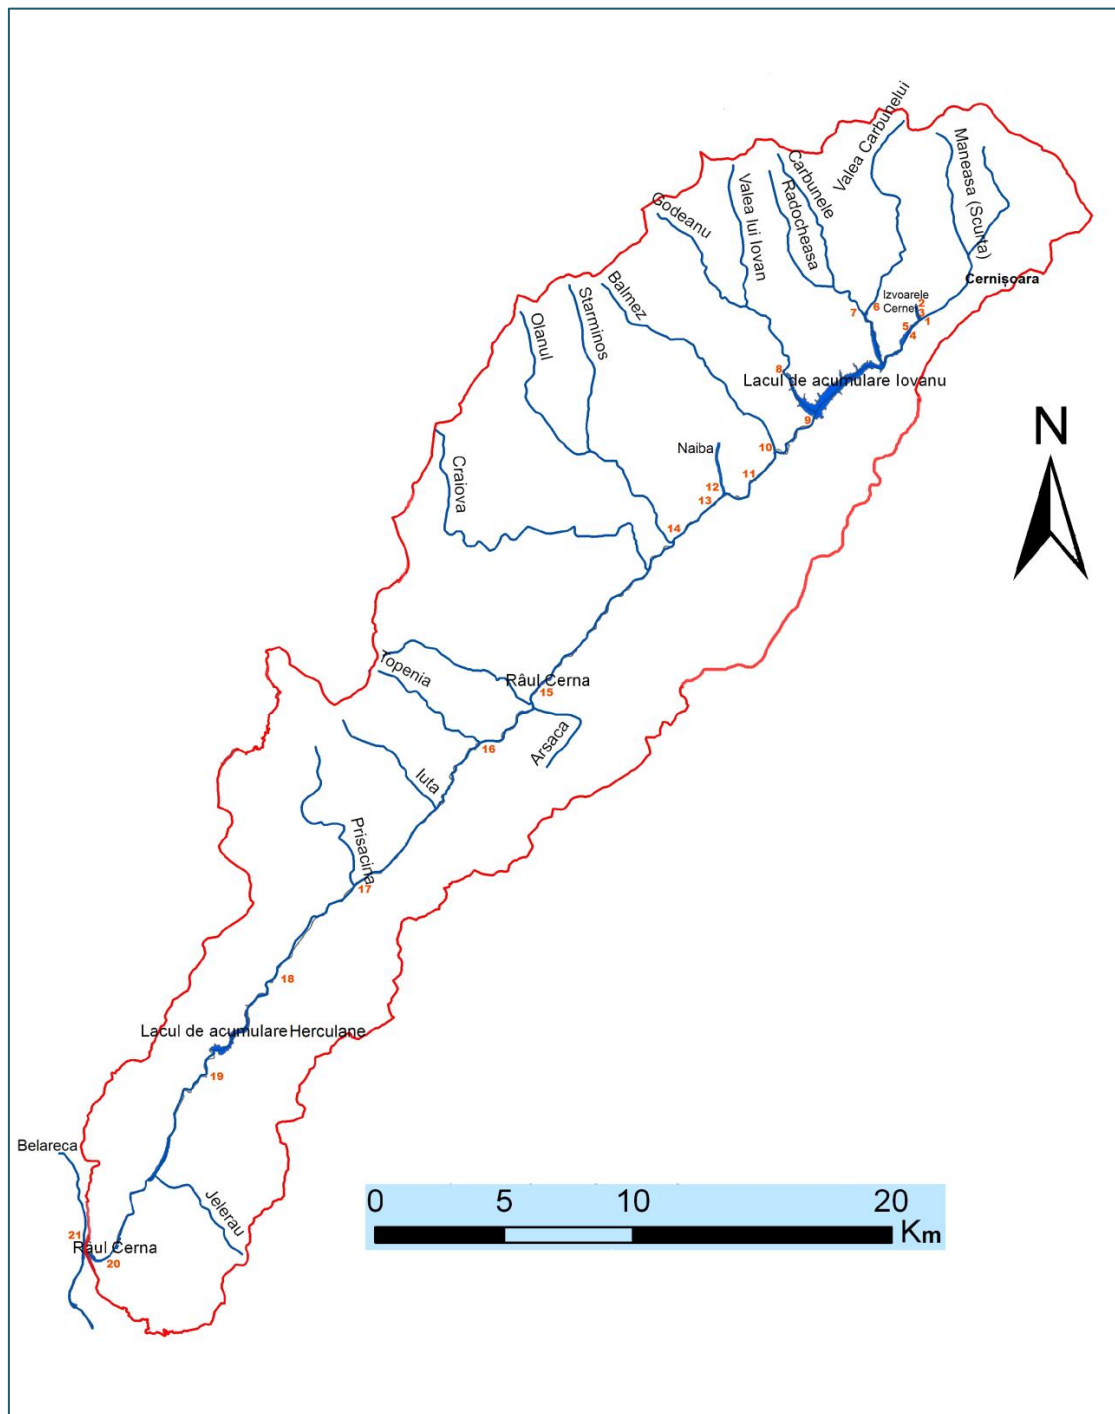 Valea Carbunelui
Maneasa (Scurta)
Carbunele
Radocheasa
Valea lui Iovan
Godeanu
Cernișoara
Balmez
Starminos
Olanul
Izvoarele
Cernei
2
3
1
5
4
6
7
8
Lacul de acumulare Iovanu
9
10
Naiba
11
12
13
14
Craiova
N
Topenia
Râul Cerna
15
Arsaca
16
Iuta
Prisacina
17
18
Lacul de acumulare Herculane
19
Belareca
Jelerau
21
Râul Cerna
20
0 5 10 20
Km